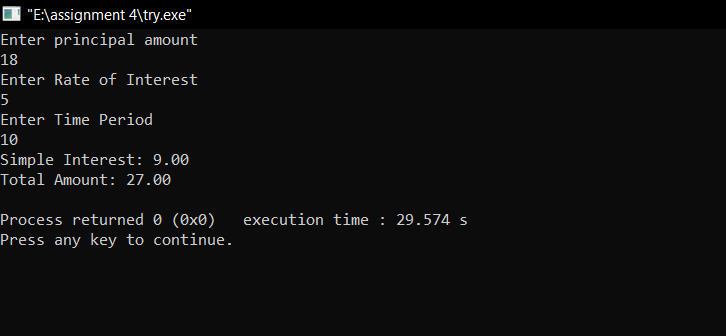 "E:\assignment 4\try.exe"
Enter principal amount
18
Enter Rate of Interest
5
Enter Time Period
10
Simple Interest: 9.00
Total Amount: 27.00
Process returned 0 (0x0)   execution time : 29.574 s
Press any key to continue.